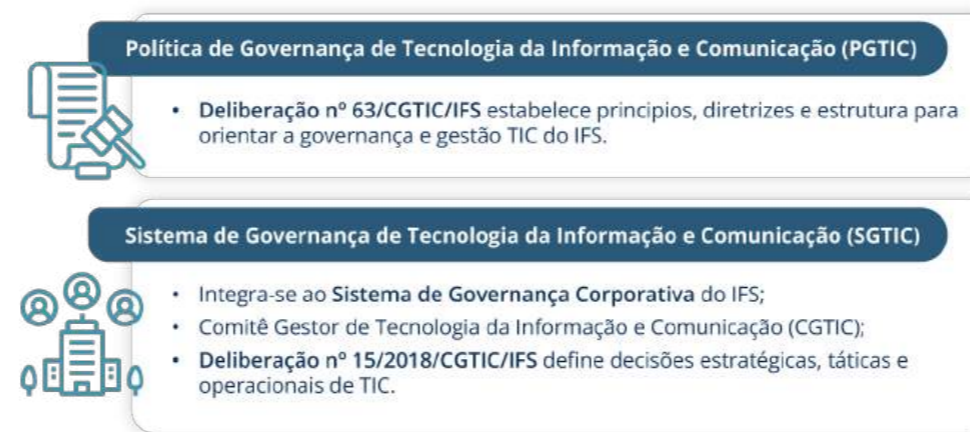 Política de Governança de Tecnologia da Informação e Comunicação (PGTIC)
• Deliberação nº 63/CGTIC/IFS estabelece principios, diretrizes e estrutura para
orientar a governança e gestão TIC do IFS.
Sistema de Governança de Tecnologia da Informação e Comunicação (SGTIC)
• Integra-se ao Sistema de Governança Corporativa do IFS;
• Comitê Gestor de Tecnologia da Informação e Comunicação (CGTIC);
• Deliberação nº 15/2018/CGTIC/IFS define decisões estratégicas, táticas e
operacionais de TIC.